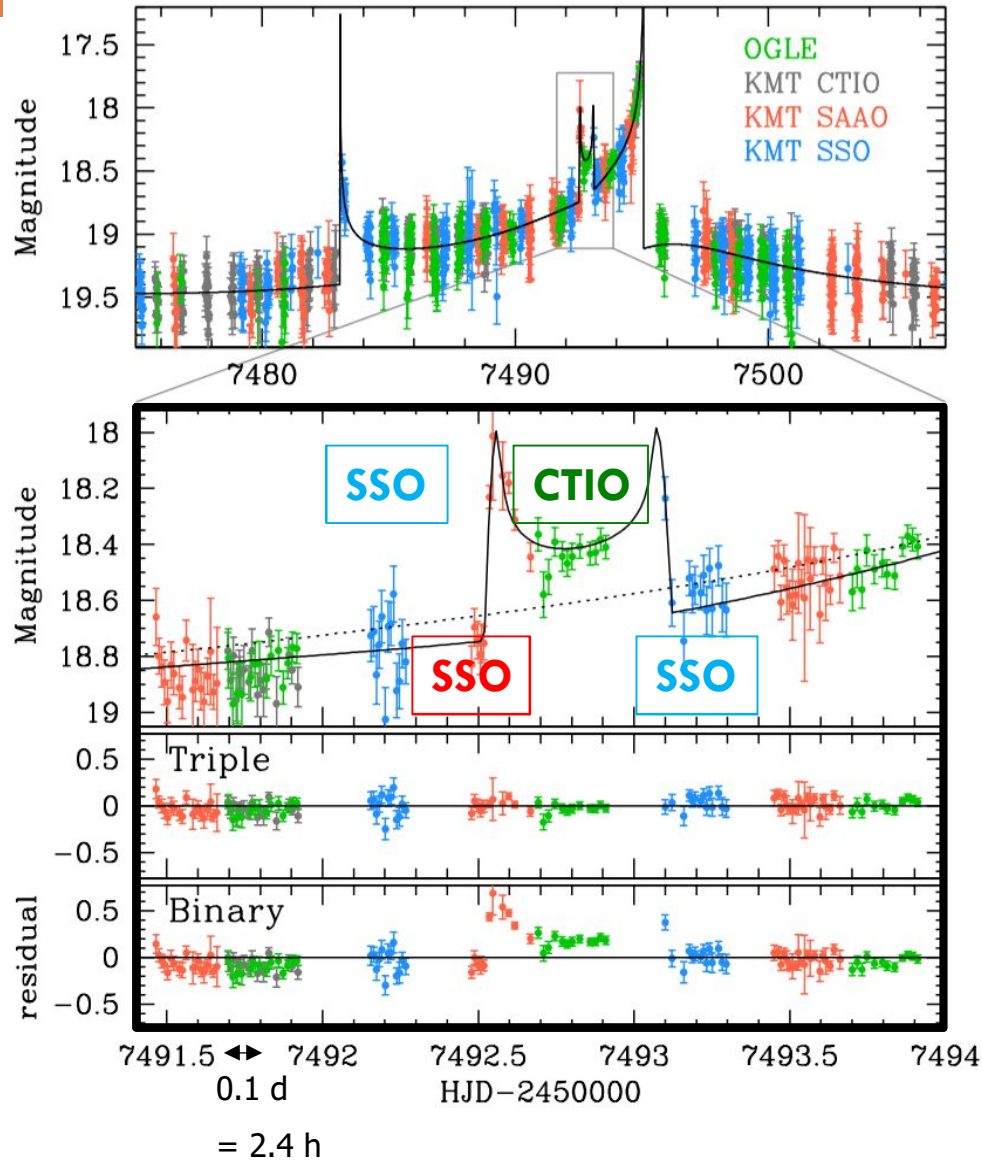 17.5
18
18.5
19
19.5
Magnitude
OGLE
KMT CTIO
KMT SAAO
KMT SSO
7480 7490 7500
18
18.2
18.4
18.6
18.8
19
Magnitude
SSO
CTIO
SSO
SSO
0.5
0
−0.5
Triple
0.5
0
−0.5
residual
Binary
7491.5 7492 7492.5 7493 7493.5 7494
HJD−2450000
0.1 d
= 2.4 h